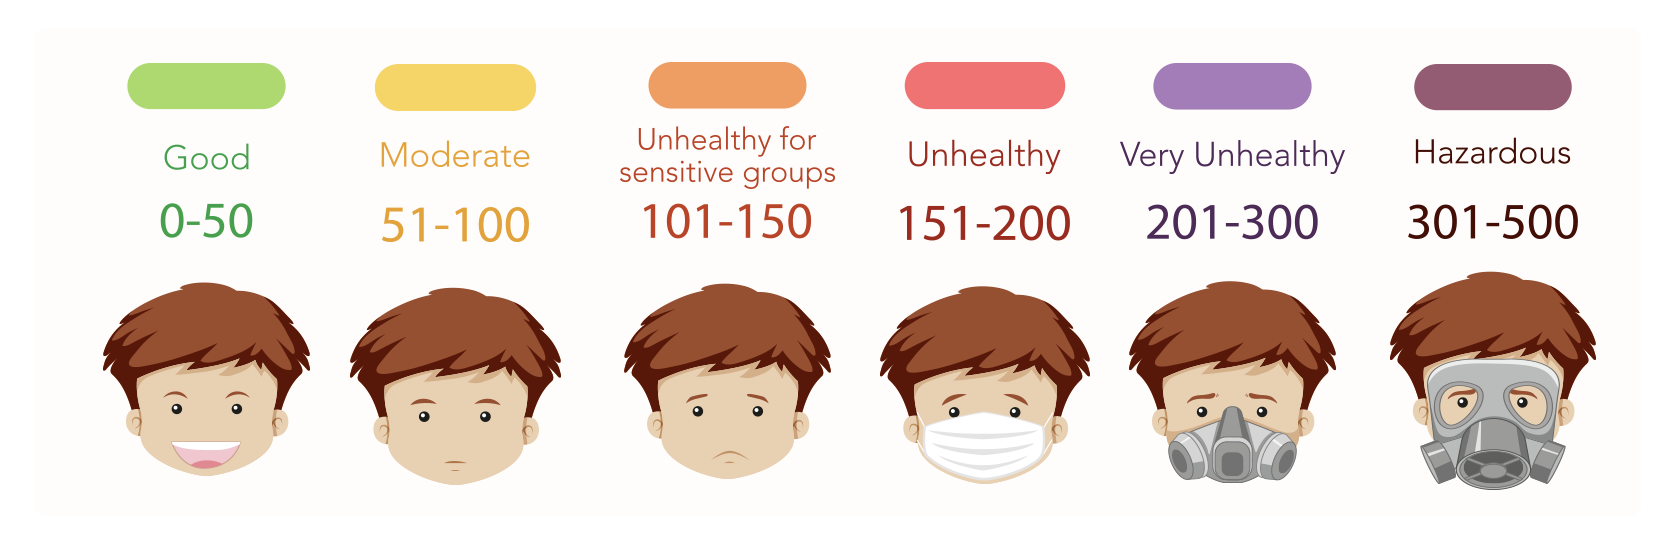 Good
0-50
Moderate
51-100
Unhealthy for
sensitive groups
101-150
Unhealthy
151-200
Very Unhealthy
201-300
Hazardous
301-500